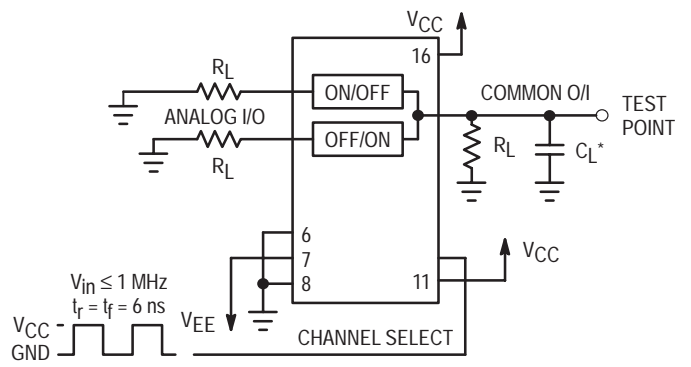 VCC
16
RL
ON/OFF
COMMON O/I
TEST
POINT
ANALOG I/O
OFF/ON
RL
RL
CL*
6
7
8
11
VCC
Vin ≤ 1 MHz
tr = tf = 6 ns
VEE
VCC
GND
CHANNEL SELECT